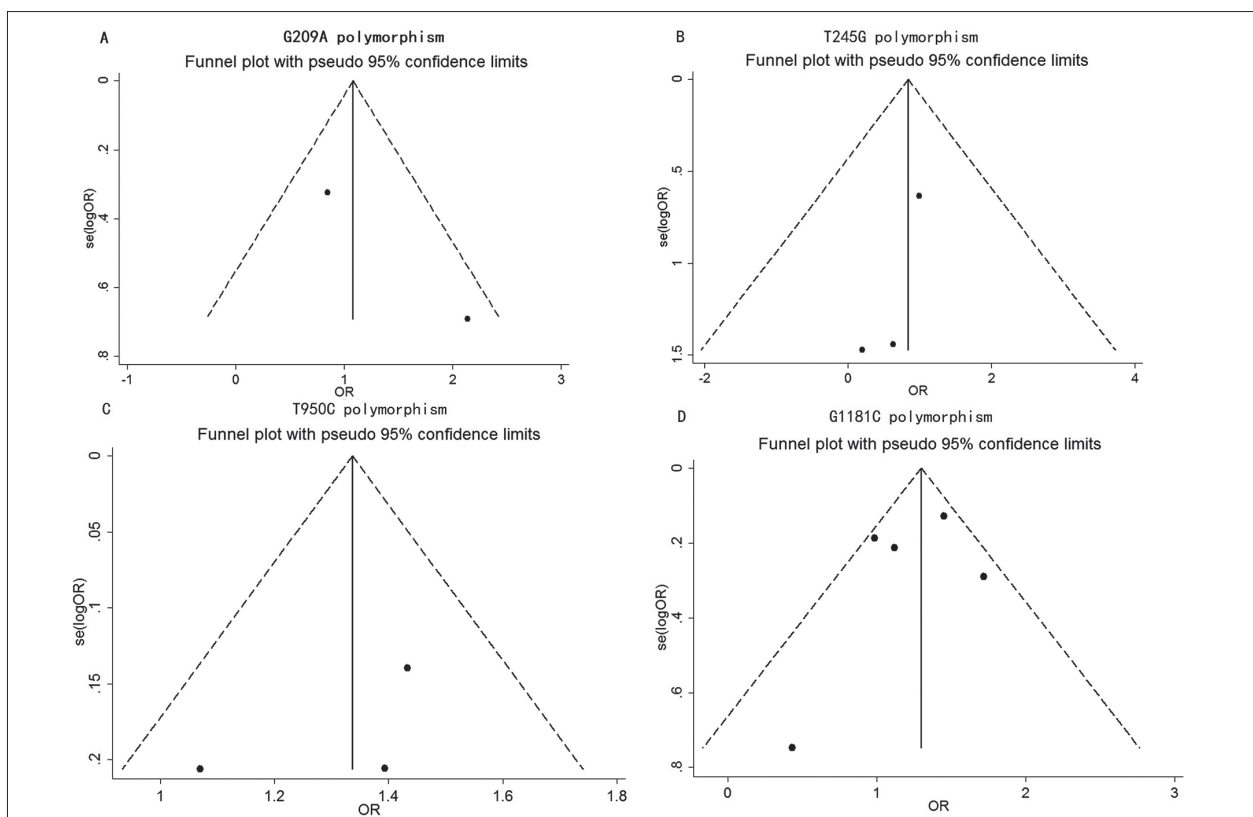 A
G209A polymorphism
Funnel plot with pseudo 95% confidence limits
0
.2
.4
.6
.8
se(logOR)
-1
0
1
2
3
OR
B
T245G polymorphism
Funnel plot with pseudo 95% confidence limits
0
.5
1
1.5
se(logOR)
-2
0
2
4
OR
C
T950C polymorphism
Funnel plot with pseudo 95% confidence limits
0
.05
.1
.15
.2
se(logOR)
1
1.2
1.4
1.6
1.8
OR
D
G1181C polymorphism
Funnel plot with pseudo 95% confidence limits
0
.2
.4
.6
.8
se(logOR)
0
1
2
3
OR